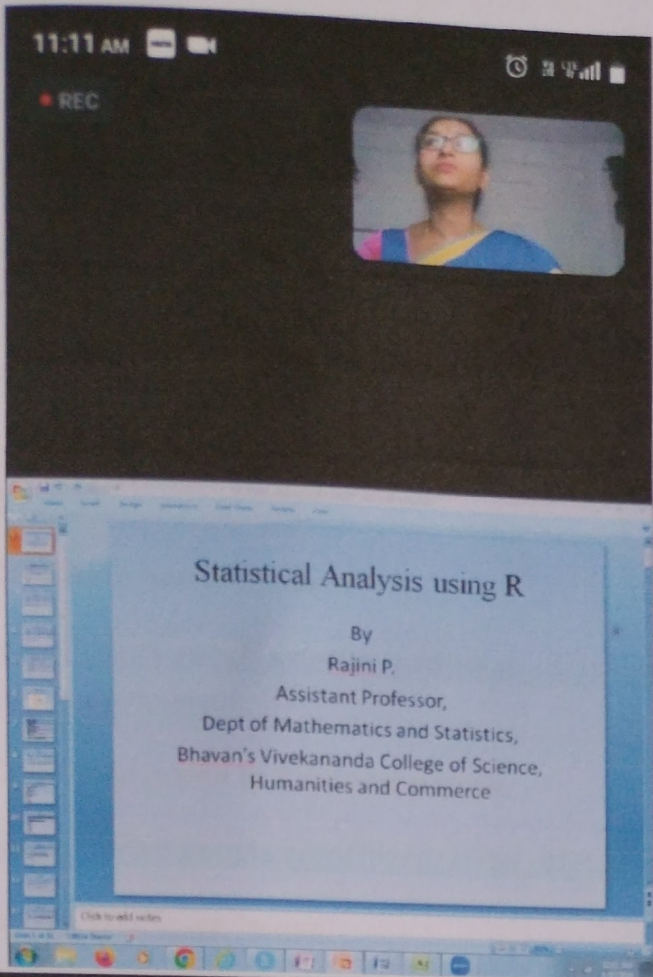 11:11 AM
REC
Statistical Analysis using R
By
Rajini P.
Assistant Professor,
Dept of Mathematics and Statistics,
Bhavan's Vivekananda College of Science,
Humanities and Commerce
Click to add notes